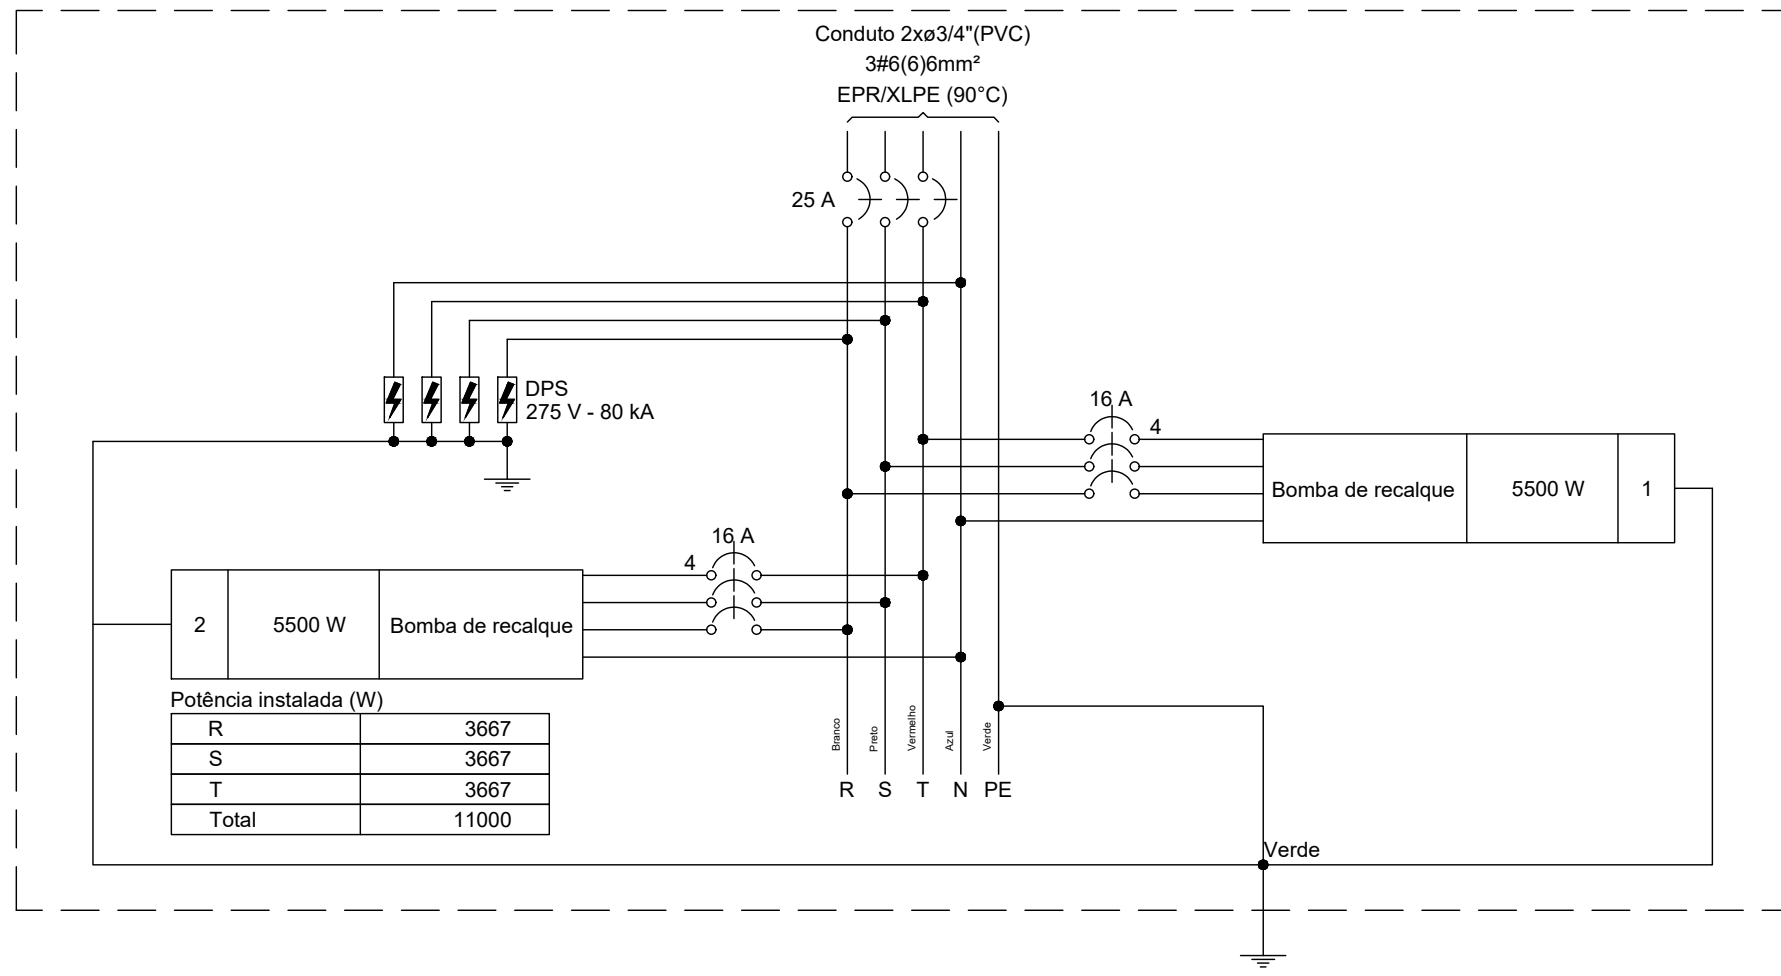 Conduto 2xø3/4"(PVC)
3#6(6)6mm²
EPR/XLPE (90°C)
25 A
DPS
275 V - 80 kA
16 A
4
Bomba de recalque 5500 W 1
16 A
4
2 5500 W Bomba de recalque
Potência instalada (W)
R 3667
S 3667
T 3667
Total 11000
Branco
Preto
Vermelho
Azul
Verde
R S T N PE
Verde